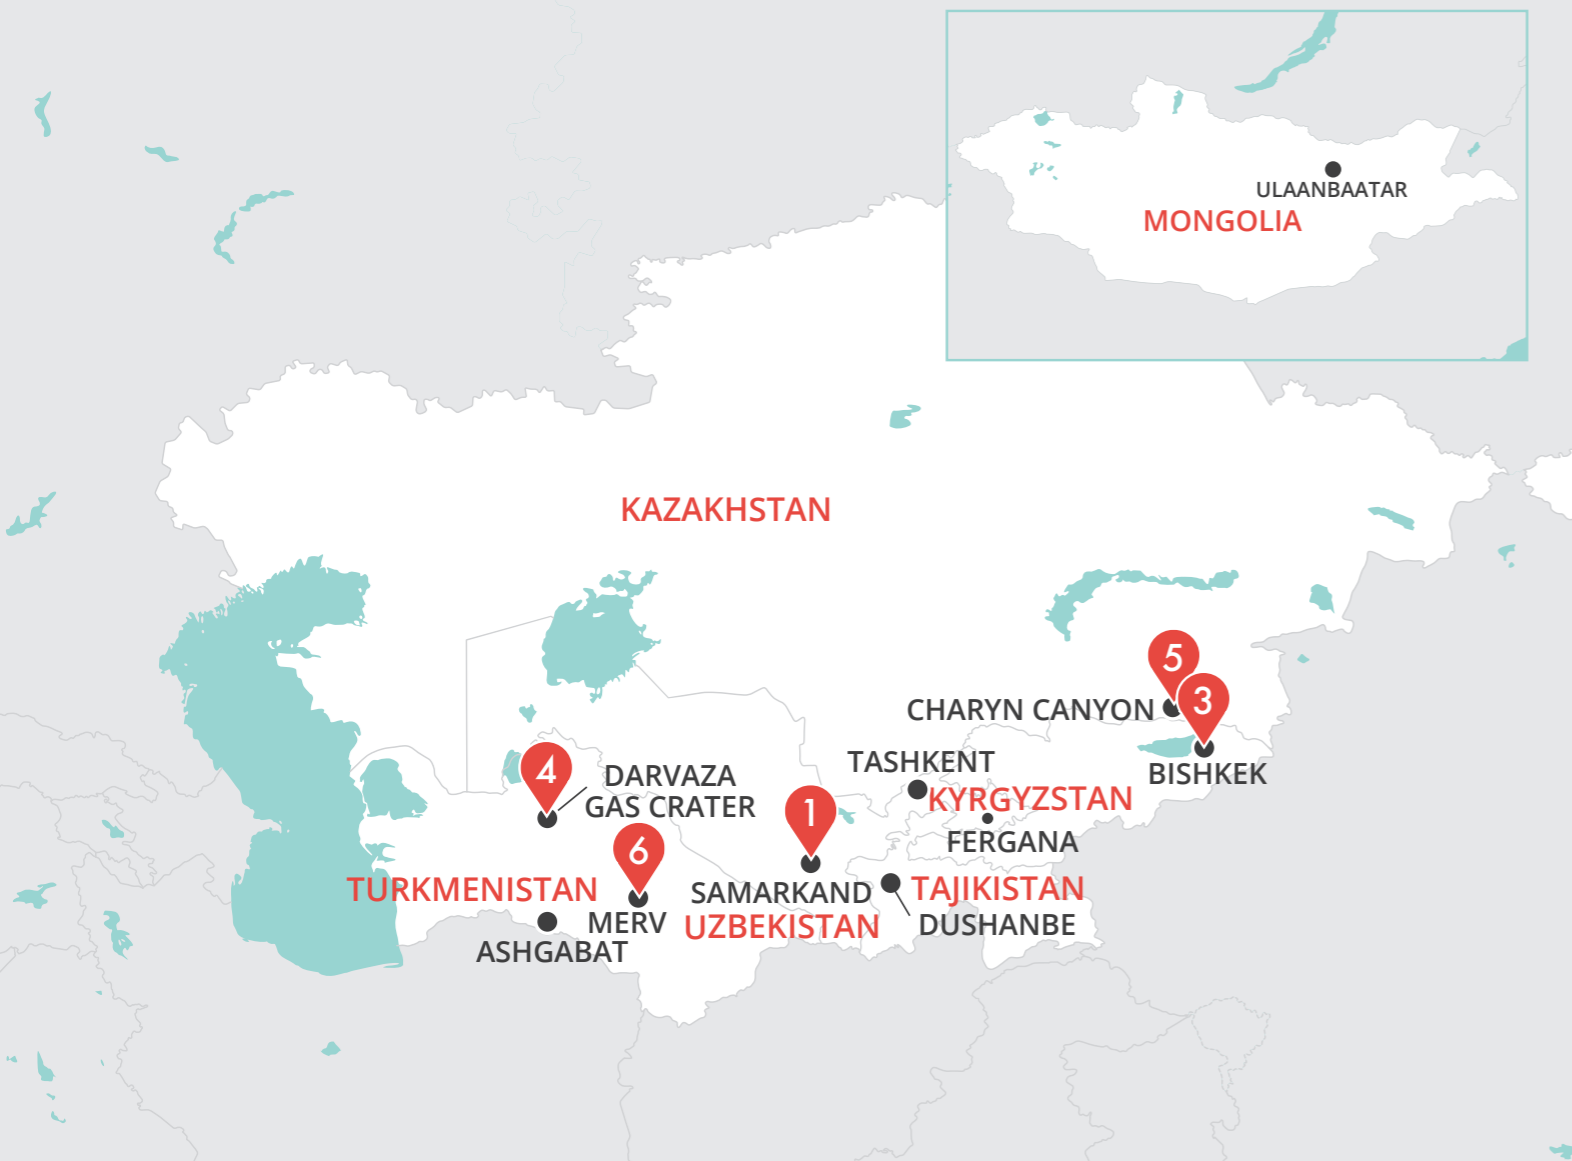 ULAANBAATAR
MONGOLIA
KAZAKHSTAN
5
3
CHARYN CANYON
TASHKENT
BISHKEK
4
DARVAZA
GAS CRATER
1
KYRGYZSTAN
FERGANA
6
TURKMENISTAN
SAMARKAND
TAJIKISTAN
MERV
UZBEKISTAN
DUSHANBE
ASHGABAT